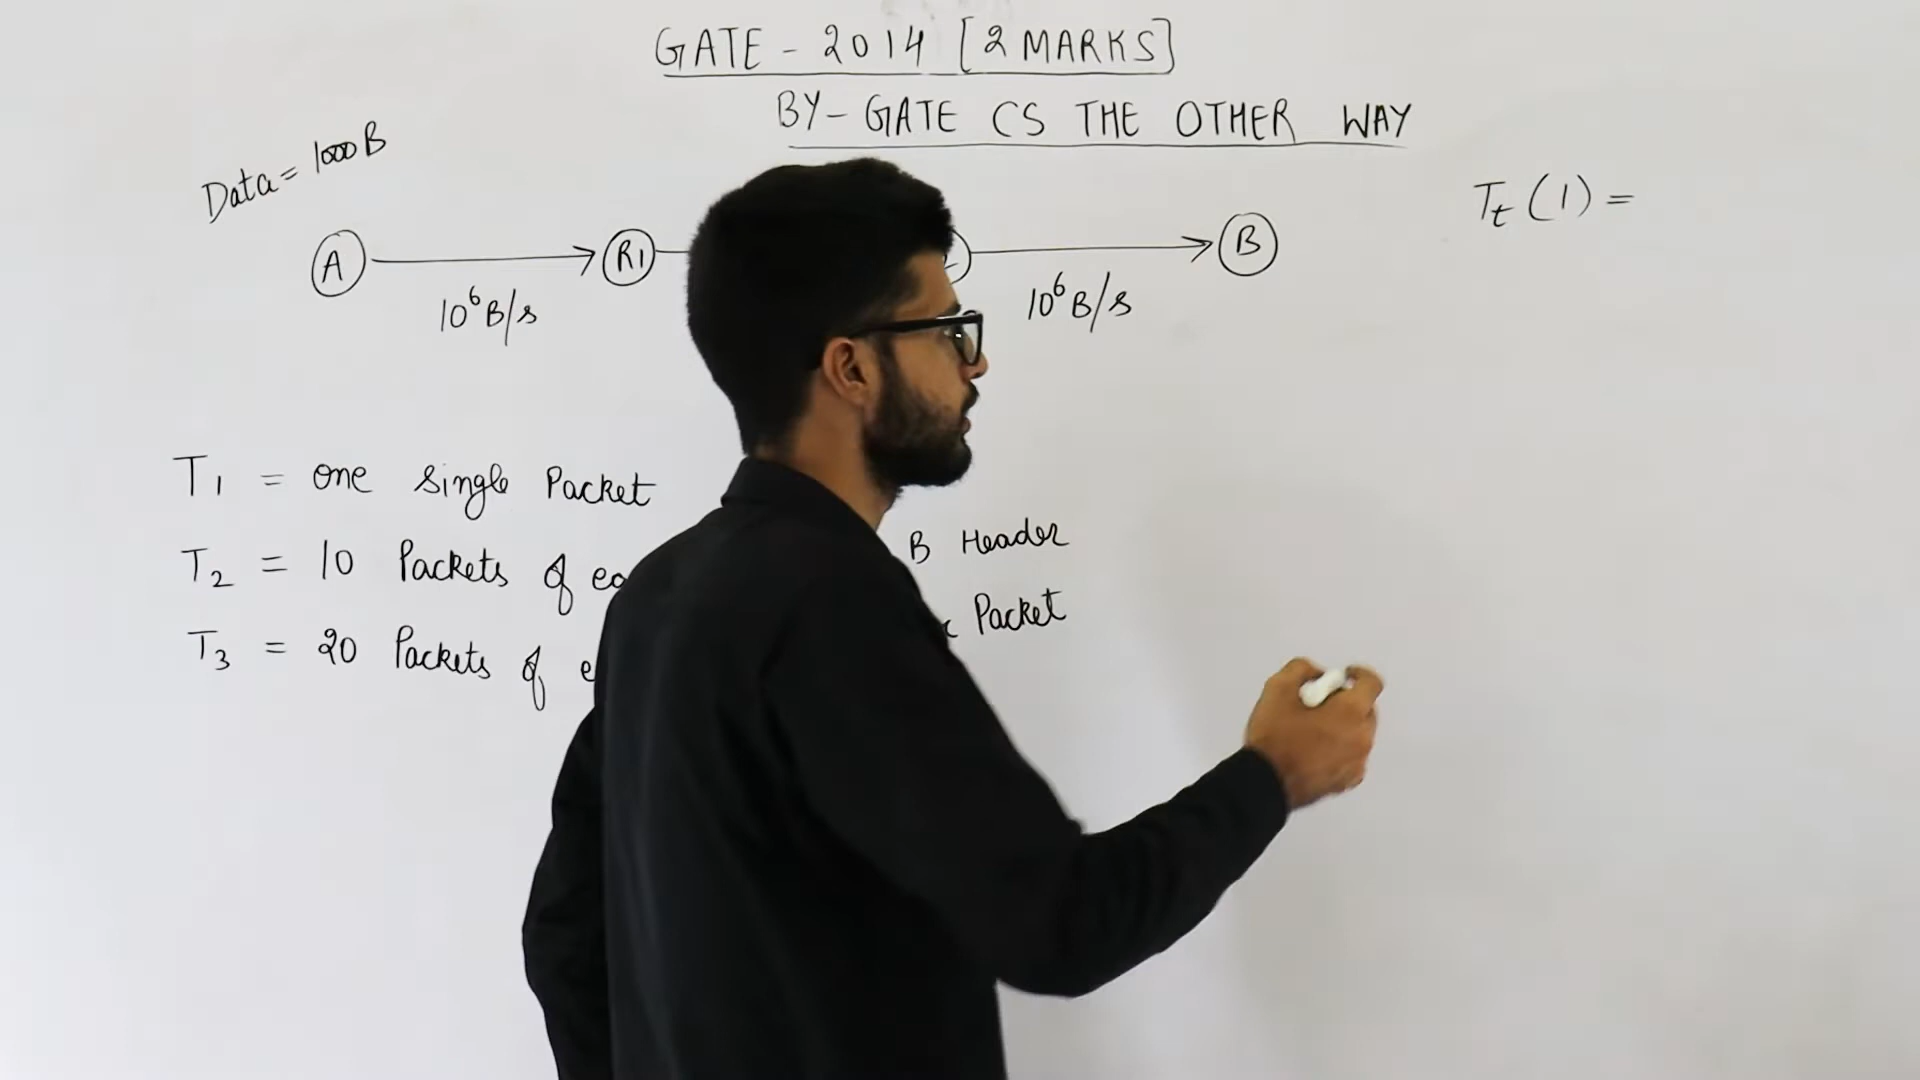 GATE - 2014 [2 MARKS]
BY - GATE CS THE OTHER WAY
Data = 1000 B
A R1 B
10⁶ B/s 10⁶ B/s
Tt (1) =
T1 = one single Packet
T2 = 10 Packets of
B Header
T3 = 20 Packets of
Packet